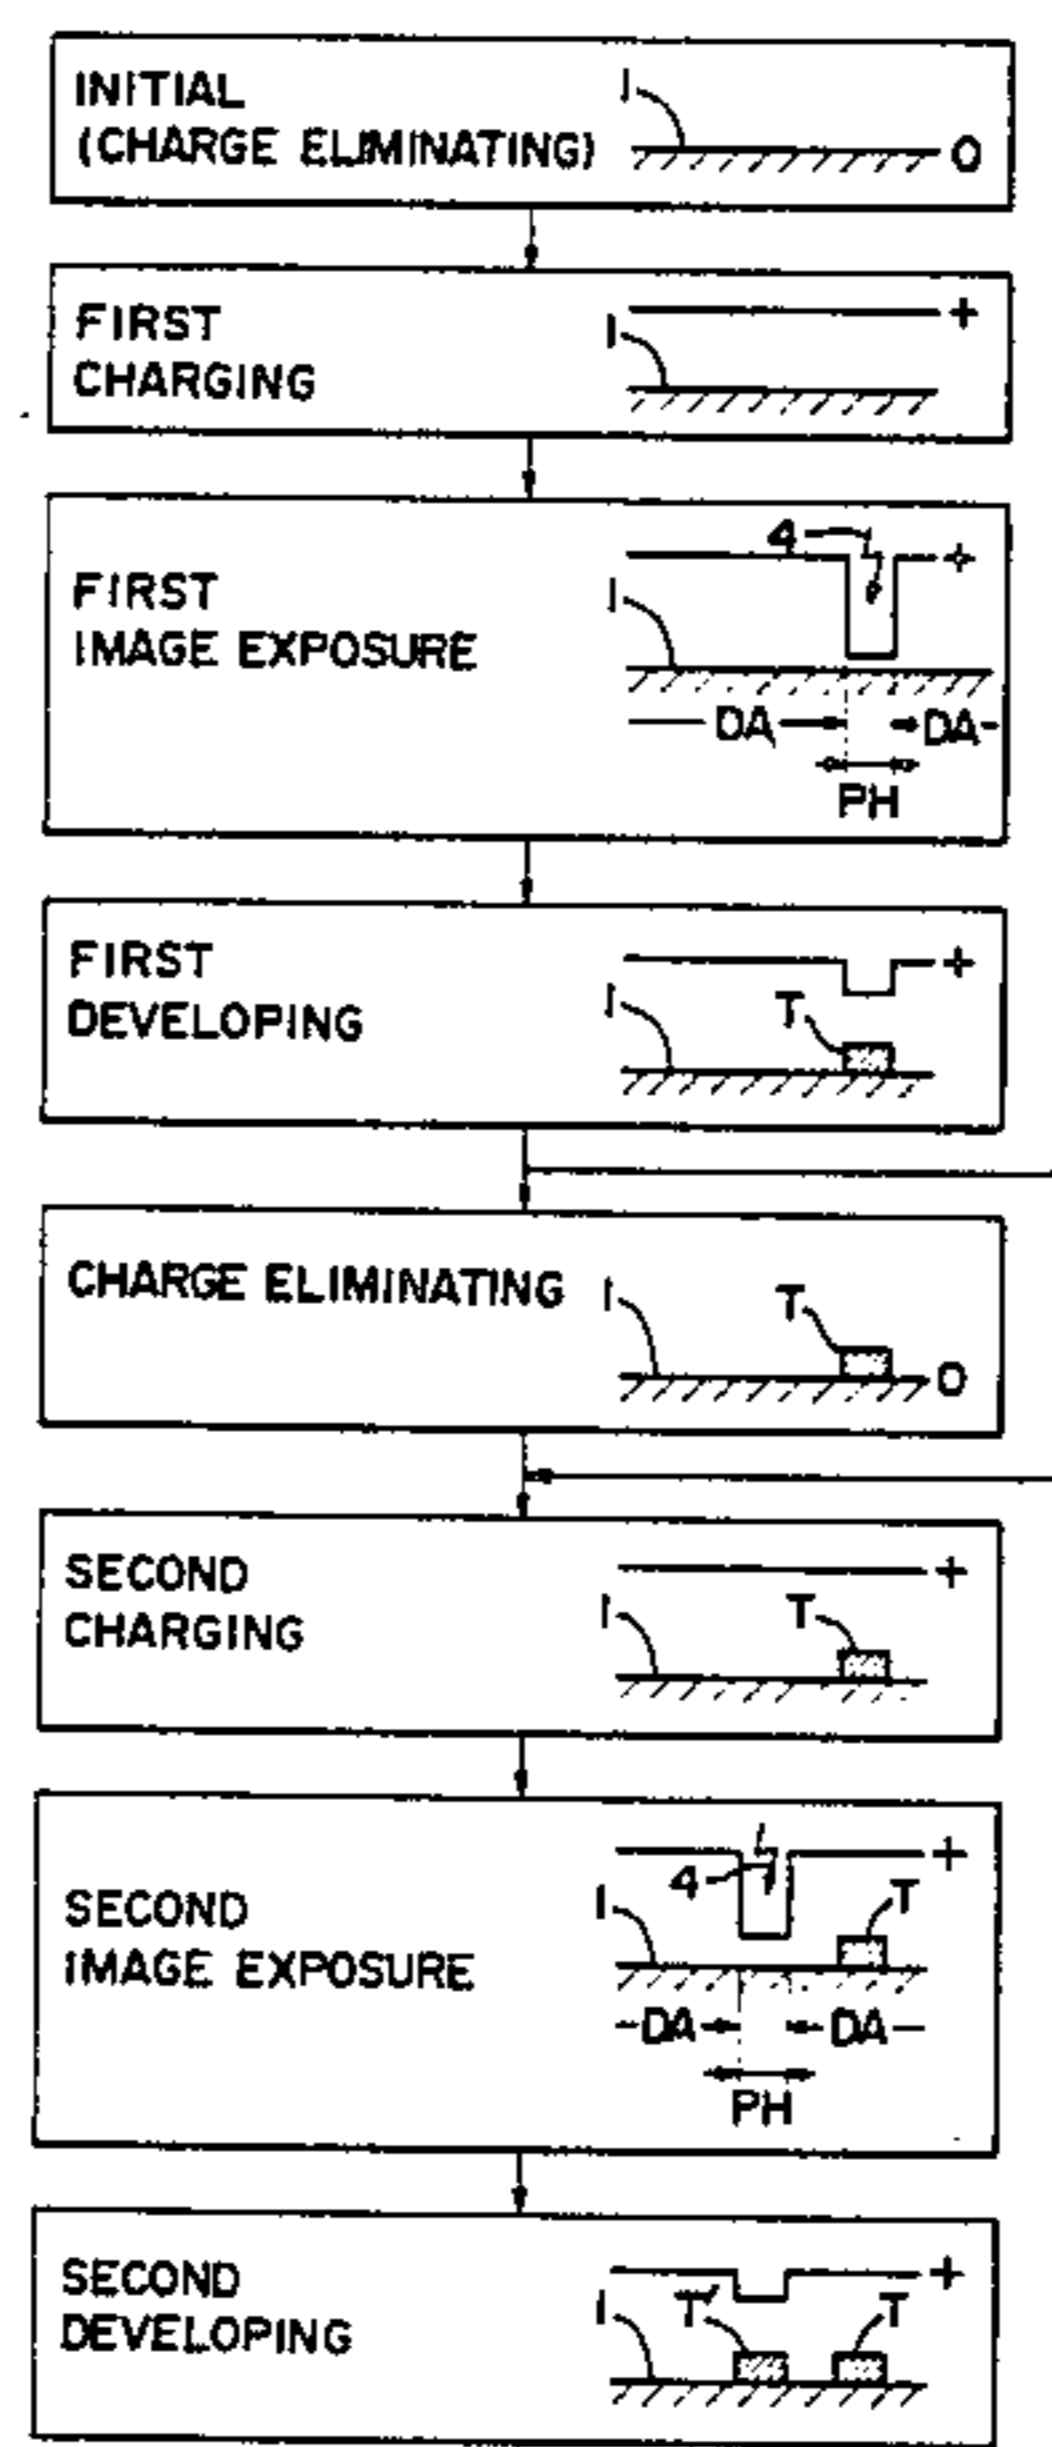 INITIAL
(CHARGE ELIMINATING)
1
0
FIRST
CHARGING
1
+
FIRST
IMAGE EXPOSURE
4
+
1
DA
DA
PH
FIRST
DEVELOPING
+
1
T
CHARGE ELIMINATING
1
T
0
SECOND
CHARGING
+
1
T
SECOND
IMAGE EXPOSURE
+
4
1
T
DA
DA
PH
SECOND
DEVELOPING
+
1
T'
T